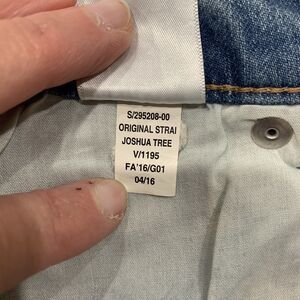 S/295208-00
ORIGINAL STRAI
JOSHUA TREE
V/1195
FA'16/G01
04/16